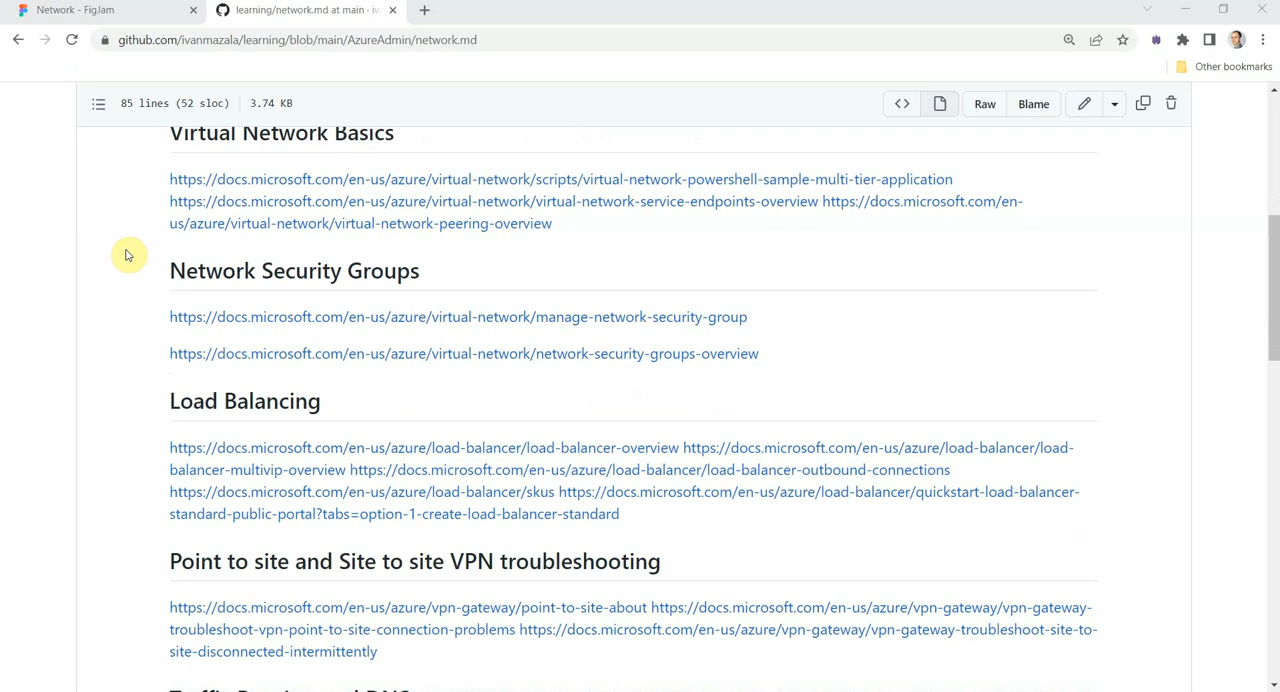 Network - FigJam
learning/network.md at main · iv
github.com/ivanmazala/learning/blob/main/AzureAdmin/network.md
Other bookmarks
85 lines (52 sloc) 3.74 KB
Raw Blame
Virtual Network Basics
https://docs.microsoft.com/en-us/azure/virtual-network/scripts/virtual-network-powershell-sample-multi-tier-application
https://docs.microsoft.com/en-us/azure/virtual-network/virtual-network-service-endpoints-overview https://docs.microsoft.com/en-
us/azure/virtual-network/virtual-network-peering-overview
Network Security Groups
https://docs.microsoft.com/en-us/azure/virtual-network/manage-network-security-group
https://docs.microsoft.com/en-us/azure/virtual-network/network-security-groups-overview
Load Balancing
https://docs.microsoft.com/en-us/azure/load-balancer/load-balancer-overview https://docs.microsoft.com/en-us/azure/load-balancer/load-
balancer-multivip-overview https://docs.microsoft.com/en-us/azure/load-balancer/load-balancer-outbound-connections
https://docs.microsoft.com/en-us/azure/load-balancer/skus https://docs.microsoft.com/en-us/azure/load-balancer/quickstart-load-balancer-
standard-public-portal?tabs=option-1-create-load-balancer-standard
Point to site and Site to site VPN troubleshooting
https://docs.microsoft.com/en-us/azure/vpn-gateway/point-to-site-about https://docs.microsoft.com/en-us/azure/vpn-gateway/vpn-gateway-
troubleshoot-vpn-point-to-site-connection-problems https://docs.microsoft.com/en-us/azure/vpn-gateway/vpn-gateway-troubleshoot-site-to-
site-disconnected-intermittently